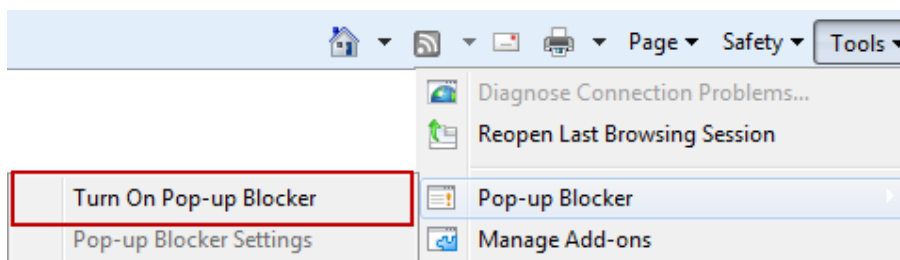 Page Safety Tools
Diagnose Connection Problems...
Reopen Last Browsing Session
Turn On Pop-up Blocker
Pop-up Blocker
Pop-up Blocker Settings
Manage Add-ons